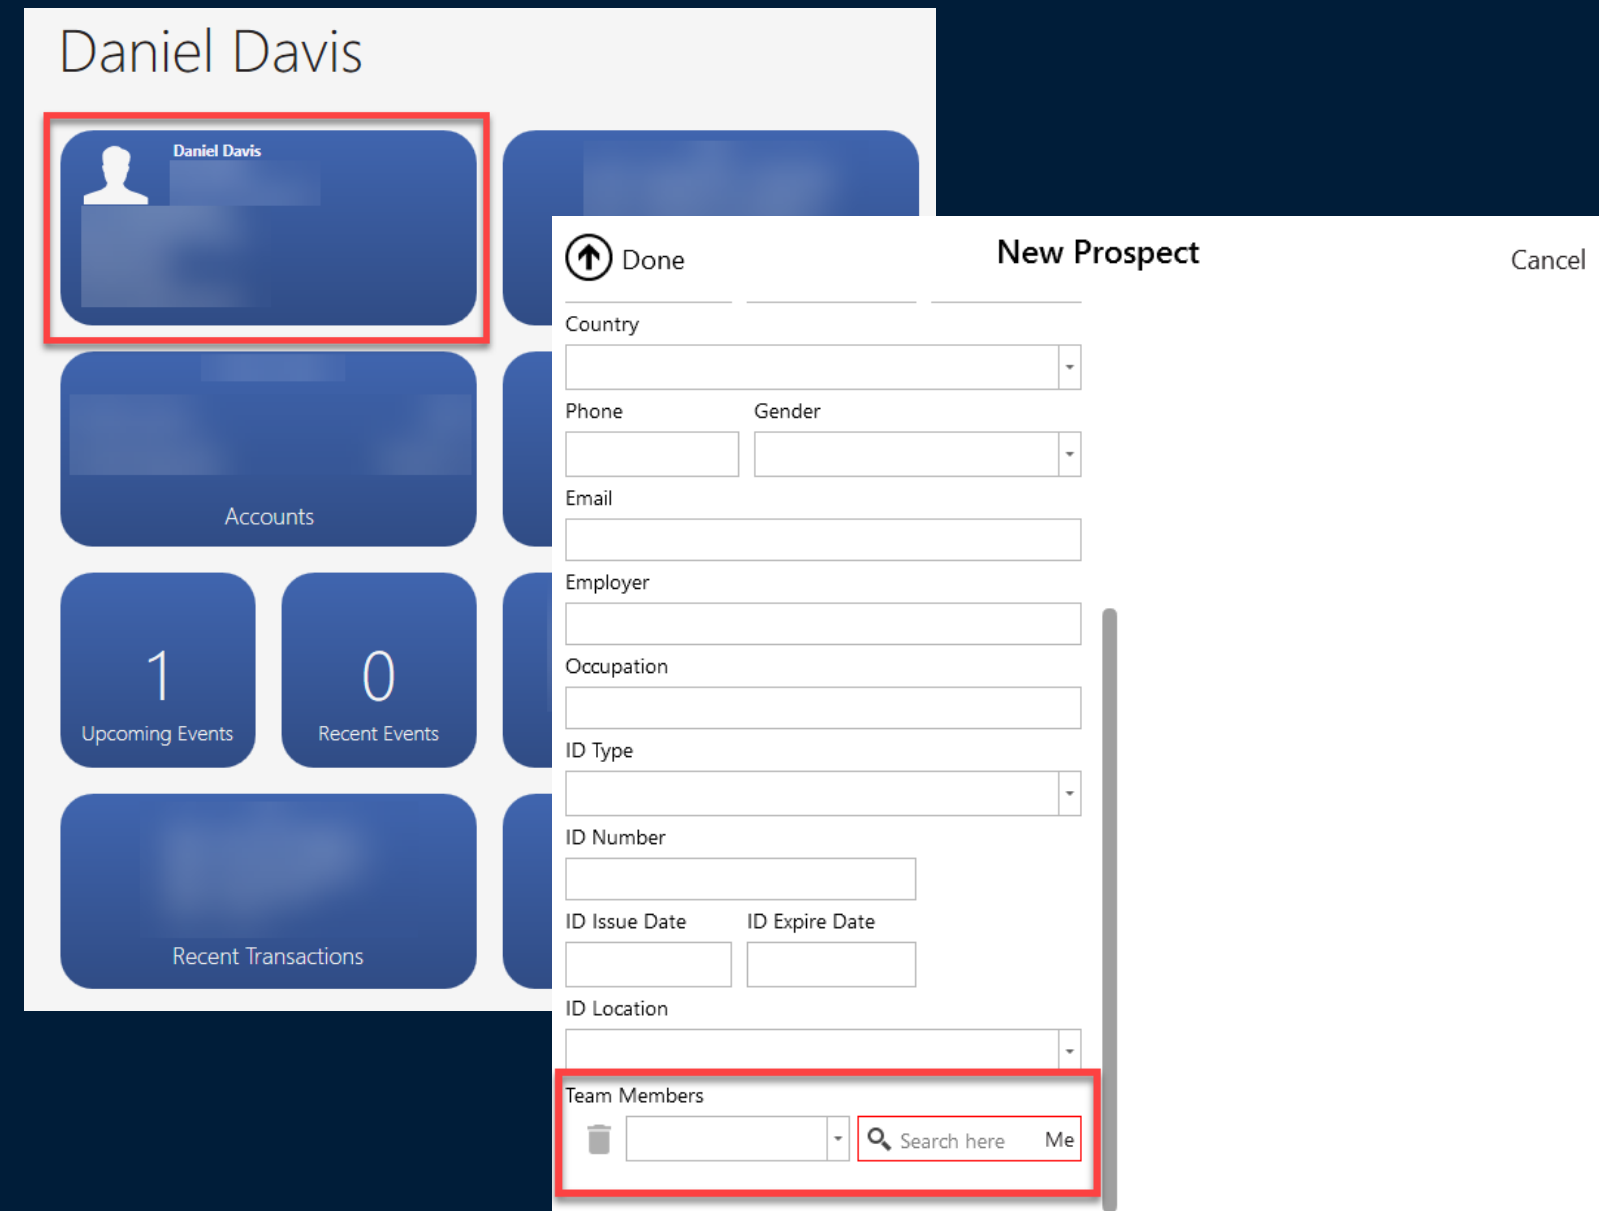 Daniel Davis
Daniel Davis
Accounts
1
Upcoming Events
0
Recent Events
Recent Transactions
Done
New Prospect
Cancel
Country
Phone
Gender
Email
Employer
Occupation
ID Type
ID Number
ID Issue Date
ID Expire Date
ID Location
Team Members
Search here
Me